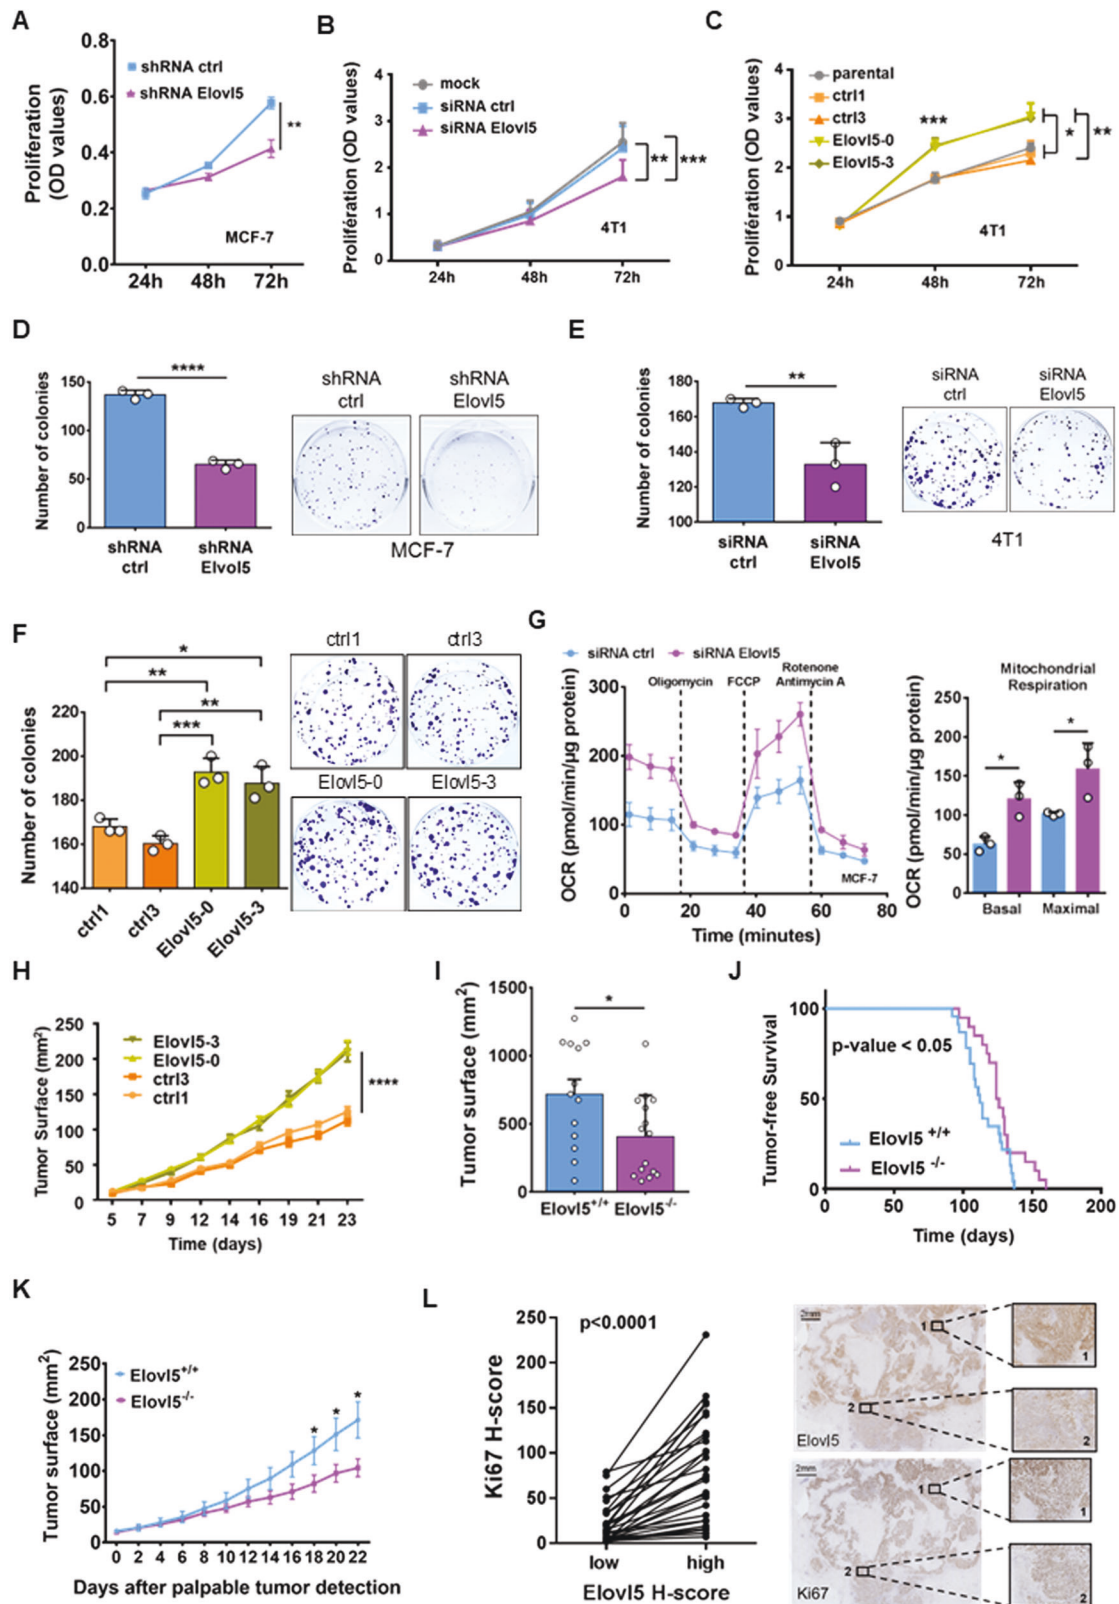 A
0.8
0.6
0.4
0.2
0.0
Proliferation
(OD values)
shRNA ctrl
shRNA Elovl5
**
MCF-7
24h 48h 72h
B
4
3
2
1
0
Prolifération (OD values)
mock
siRNA ctrl
siRNA Elovl5
** ***
4T1
24h 48h 72h
C
4
3
2
1
0
Prolifération (OD values)
parental
ctrl1
ctrl3
Elovl5-0
Elovl5-3
***
* **
4T1
24h 48h 72h
D
Number of colonies
150
100
50
0
****
shRNA ctrl
shRNA Elvol5
shRNA ctrl
shRNA Elovl5
MCF-7
E
Number of colonies
180
160
140
120
100
**
siRNA ctrl
siRNA Elvol5
siRNA ctrl
siRNA Elovl5
4T1
F
*
**
**
***
Number of colonies
220
200
180
160
140
ctrl1 ctrl3 Elovl5-0 Elovl5-3
ctrl1 ctrl3
Elovl5-0 Elovl5-3
G
siRNA ctrl siRNA Elovl5
Oligomycin FCCP Rotenone
Antimycin A
OCR (pmol/min/µg protein)
300
200
100
0
MCF-7
0 20 40 60 80
Time (minutes)
Mitochondrial
Respiration
OCR (pmol/min/µg protein)
250
200
150
100
50
0
* *
Basal Maximal
H
Tumor Surface (mm²)
250
200
150
100
50
0
Elovl5-3
Elovl5-0
ctrl3
ctrl1
****
5 7 9 12 14 16 19 21 23
Time (days)
I
Tumor surface (mm²)
1500
1000
500
0
*
Elovl5+/+ Elovl5-/-
J
Tumor-free Survival
100
50
0
p-value < 0.05
Elovl5 +/+
Elovl5 -/-
0 50 100 150 200
Time (days)
K
Tumor surface (mm²)
250
200
150
100
50
0
Elovl5+/+
Elovl5-/-
* * *
0 2 4 6 8 10 12 14 16 18 20 22
Days after palpable tumor detection
L
Ki67 H-score
250
200
150
100
50
0
p<0.0001
low high
Elovl5 H-score
2mm
1
2
Elovl5
1
2
2mm
1
2
Ki67
1
2